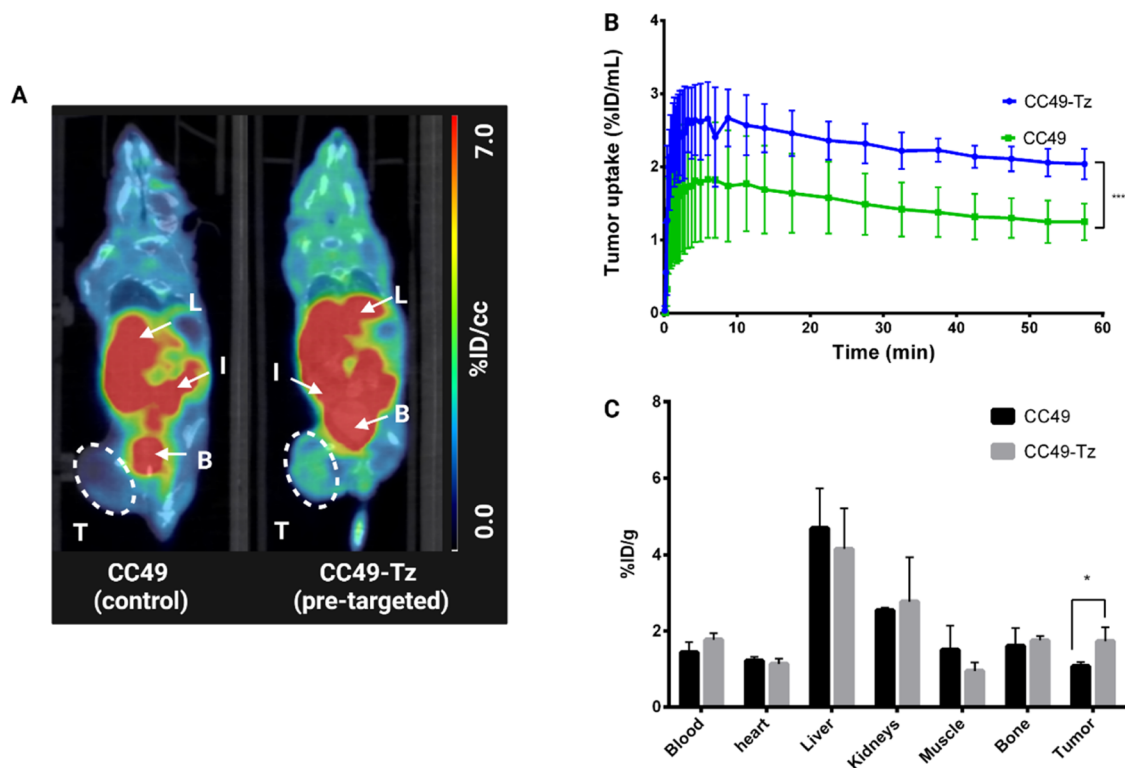 A
7.0
%ID/cc
0.0
L
I
B
T
L
I
B
T
CC49
(control)
CC49-Tz
(pre-targeted)
B
Tumor uptake (%ID/mL)
4
3
2
1
0
0 10 20 30 40 50 60
Time (min)
CC49-Tz
CC49
***
C
%ID/g
8
6
4
2
0
CC49
CC49-Tz
*
Blood heart Liver Kidneys Muscle Bone Tumor